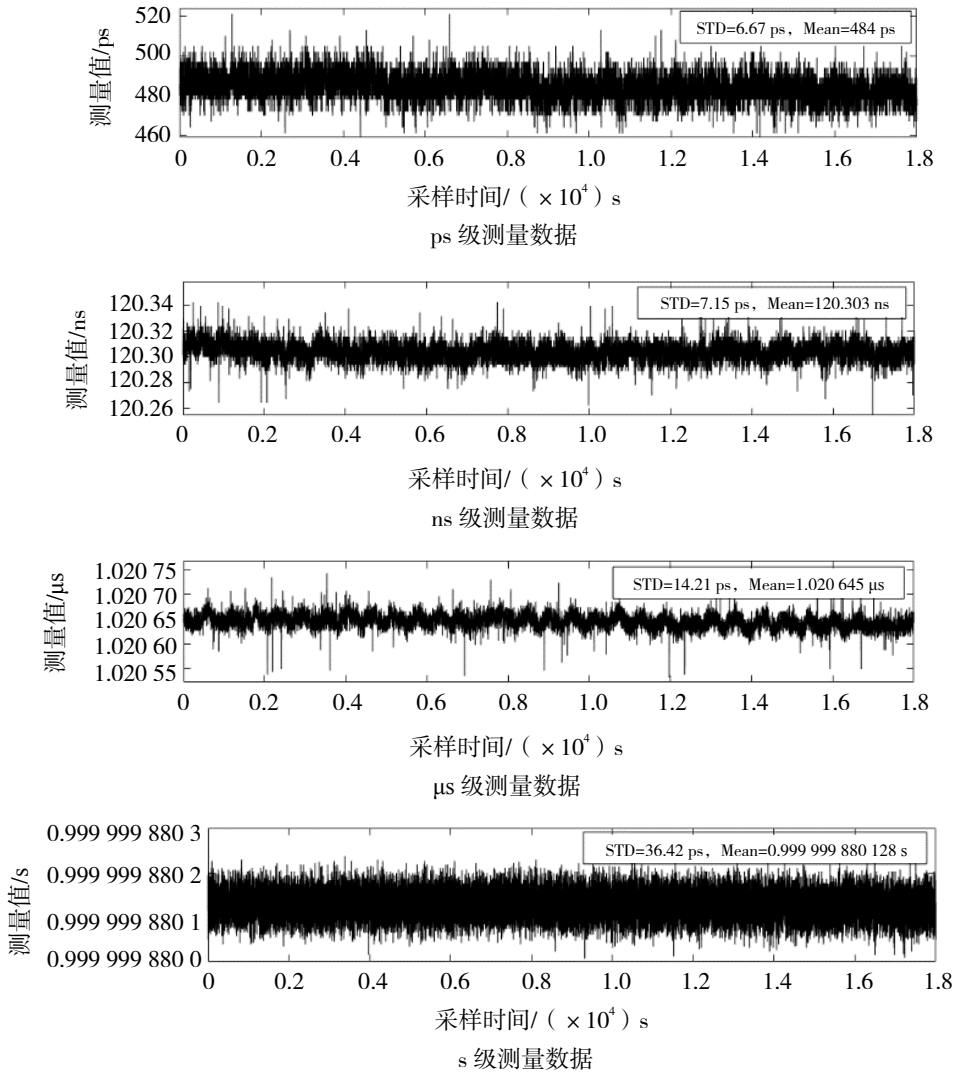 520
500
480
460
测量值/ps
STD=6.67 ps，Mean=484 ps
0 0.2 0.4 0.6 0.8 1.0 1.2 1.4 1.6 1.8
采样时间/（×10⁴）s
ps 级测量数据
120.34
120.32
120.30
120.28
120.26
测量值/ns
STD=7.15 ps，Mean=120.303 ns
0 0.2 0.4 0.6 0.8 1.0 1.2 1.4 1.6 1.8
采样时间/（×10⁴）s
ns 级测量数据
1.020 75
1.020 70
1.020 65
1.020 60
1.020 55
测量值/μs
STD=14.21 ps，Mean=1.020 645 μs
0 0.2 0.4 0.6 0.8 1.0 1.2 1.4 1.6 1.8
采样时间/（×10⁴）s
μs 级测量数据
0.999 999 880 3
0.999 999 880 2
0.999 999 880 1
0.999 999 880 0
测量值/s
STD=36.42 ps，Mean=0.999 999 880 128 s
0 0.2 0.4 0.6 0.8 1.0 1.2 1.4 1.6 1.8
采样时间/（×10⁴）s
s 级测量数据